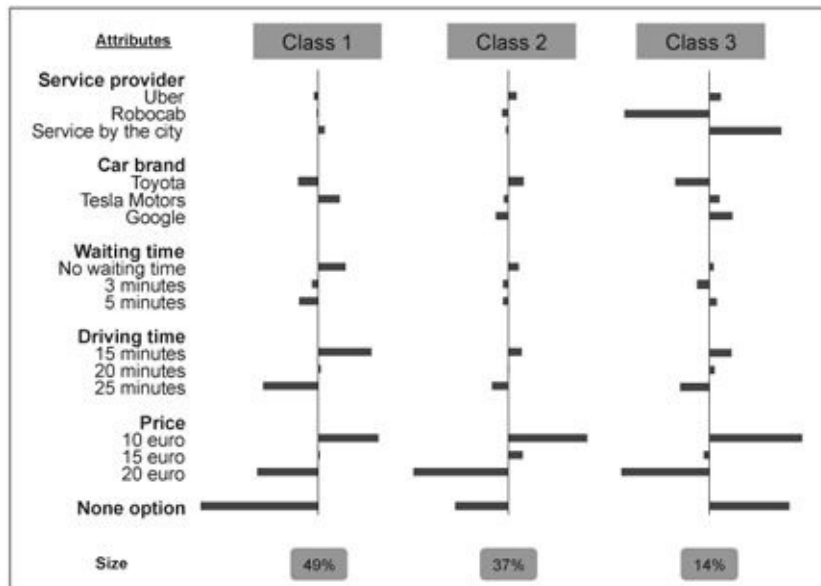 Attributes Class 1 Class 2 Class 3
Service provider
Uber
Robocab
Service by the city
Car brand
Toyota
Tesla Motors
Google
Waiting time
No waiting time
3 minutes
5 minutes
Driving time
15 minutes
20 minutes
25 minutes
Price
10 euro
15 euro
20 euro
None option
Size 49% 37% 14%